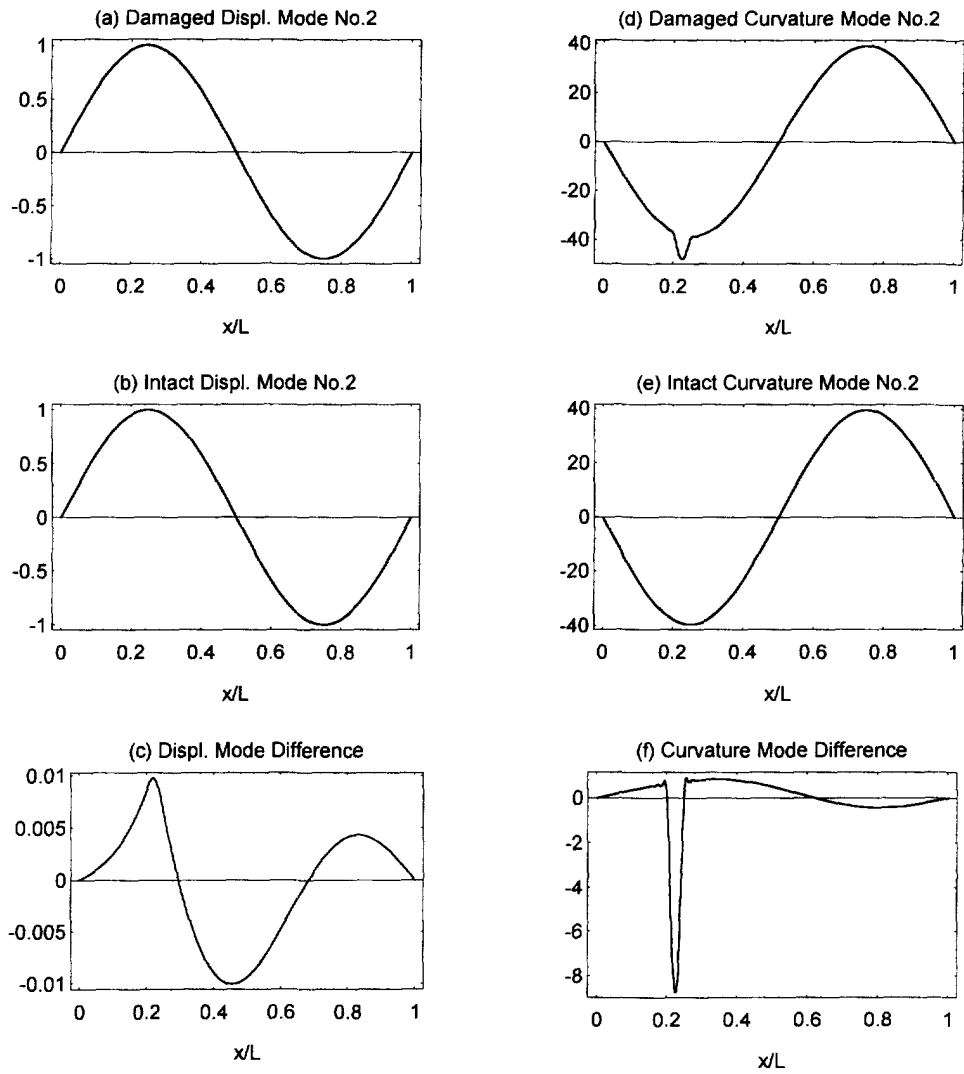 (a) Damaged Displ. Mode No.2
1
0.5
0
-0.5
-1
0 0.2 0.4 0.6 0.8 1
x/L
(d) Damaged Curvature Mode No.2
40
20
0
-20
-40
0 0.2 0.4 0.6 0.8 1
x/L
(b) Intact Displ. Mode No.2
1
0.5
0
-0.5
-1
0 0.2 0.4 0.6 0.8 1
x/L
(e) Intact Curvature Mode No.2
40
20
0
-20
-40
0 0.2 0.4 0.6 0.8 1
x/L
(c) Displ. Mode Difference
0.01
0.005
0
-0.005
-0.01
0 0.2 0.4 0.6 0.8 1
x/L
(f) Curvature Mode Difference
0
-2
-4
-6
-8
0 0.2 0.4 0.6 0.8 1
x/L